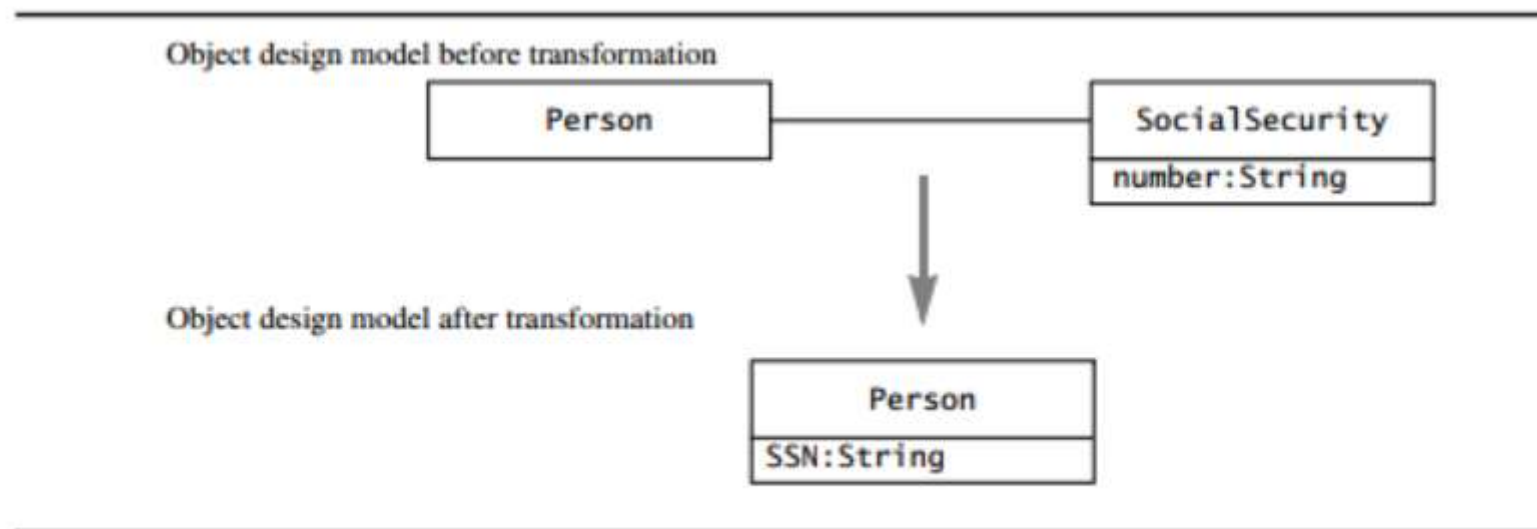 Object design model before transformation
Person
SocialSecurity
number:String
Object design model after transformation
Person
SSN:String